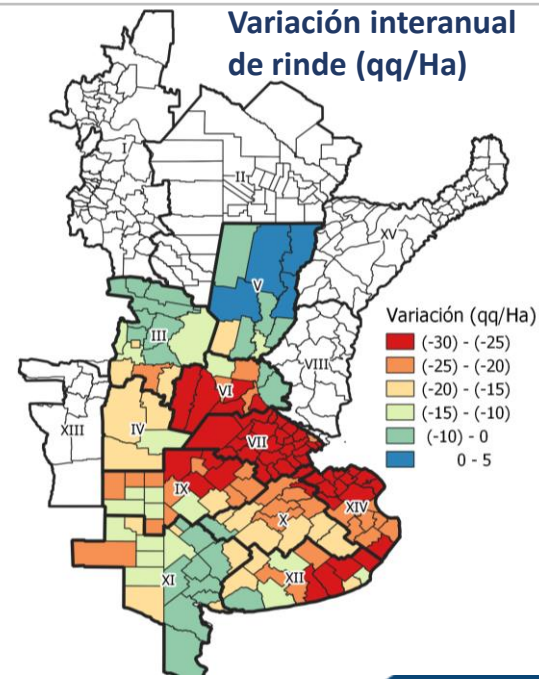 Variación interanual
de rinde (qq/Ha)
I
II
XV
V
III
VIII
VI
XIII
IV
VII
IX
XIV
X
XI
XII
Variación (qq/Ha)
(-30) - (-25)
(-25) - (-20)
(-20) - (-15)
(-15) - (-10)
(-10) - 0
0 - 5